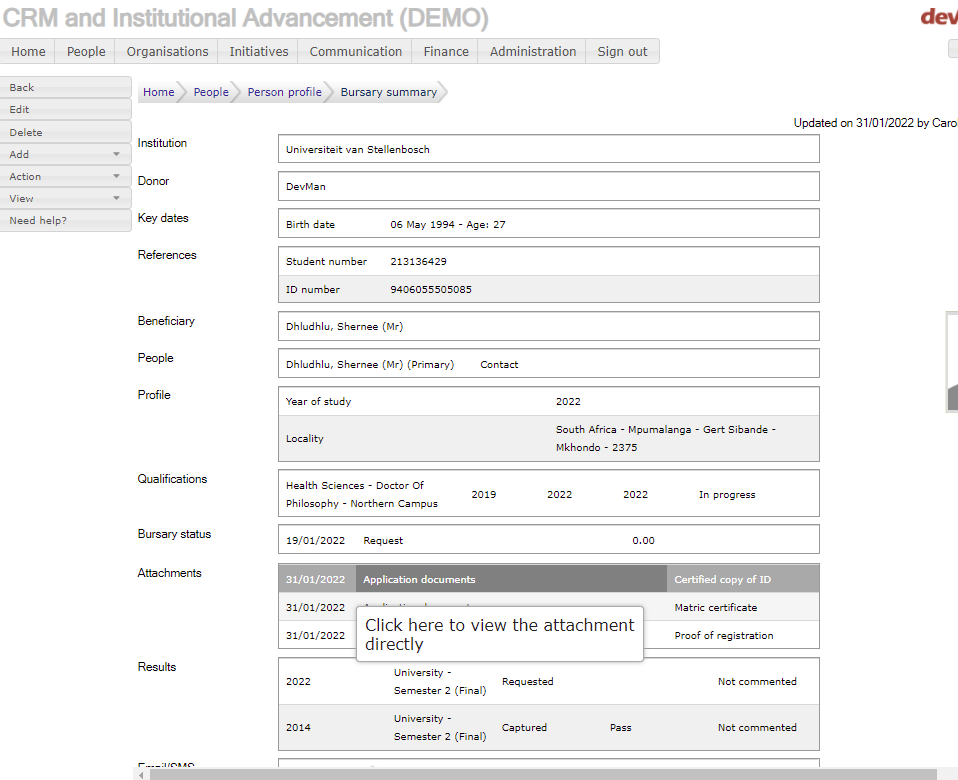 CRM and Institutional Advancement (DEMO)
dev
Home People Organisations Initiatives Communication Finance Administration Sign out
Back
Edit
Delete
Add
Action
View
Need help?
Home People Person profile Bursary summary
Updated on 31/01/2022 by Caro
Institution Universiteit van Stellenbosch
Donor DevMan
Key dates Birth date 06 May 1994 - Age: 27
References Student number 213136429
ID number 9406055505085
Beneficiary Dhludhlu, Shernee (Mr)
People Dhludhlu, Shernee (Mr) (Primary) Contact
Profile Year of study 2022
Locality South Africa - Mpumalanga - Gert Sibande -
Mkhondo - 2375
Qualifications Health Sciences - Doctor Of
Philosophy - Northern Campus 2019 2022 2022 In progress
Bursary status 19/01/2022 Request 0.00
Attachments 31/01/2022 Application documents Certified copy of ID
31/01/2022 Matric certificate
31/01/2022 Proof of registration
Click here to view the attachment
directly
Results 2022 University -
Semester 2 (Final) Requested Not commented
2014 University -
Semester 2 (Final) Captured Pass Not commented
Email/SMS